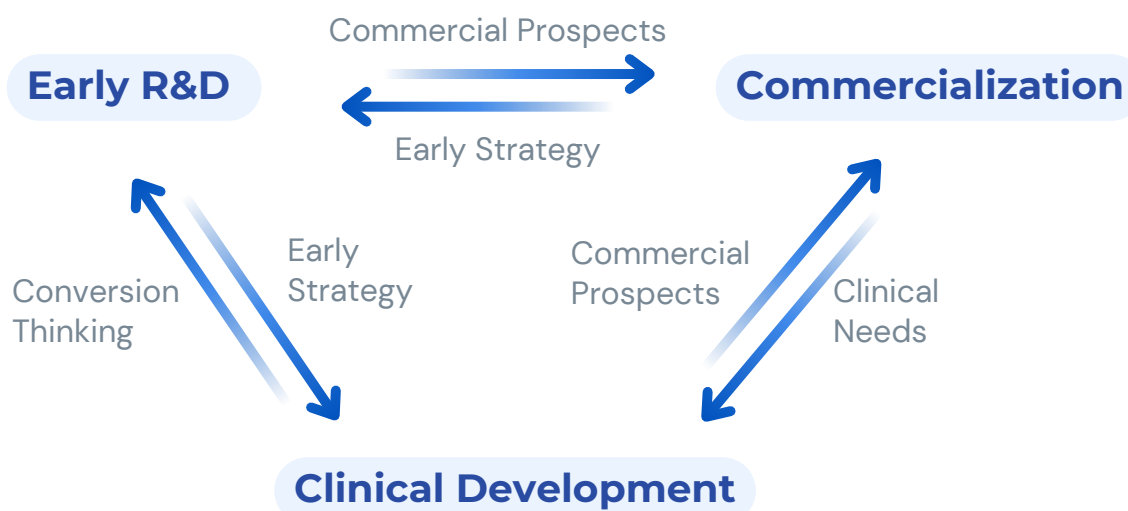 Commercial Prospects
Early R&D
Commercialization
Early Strategy
Early
Strategy
Commercial
Prospects
Conversion
Thinking
Clinical
Needs
Clinical Development